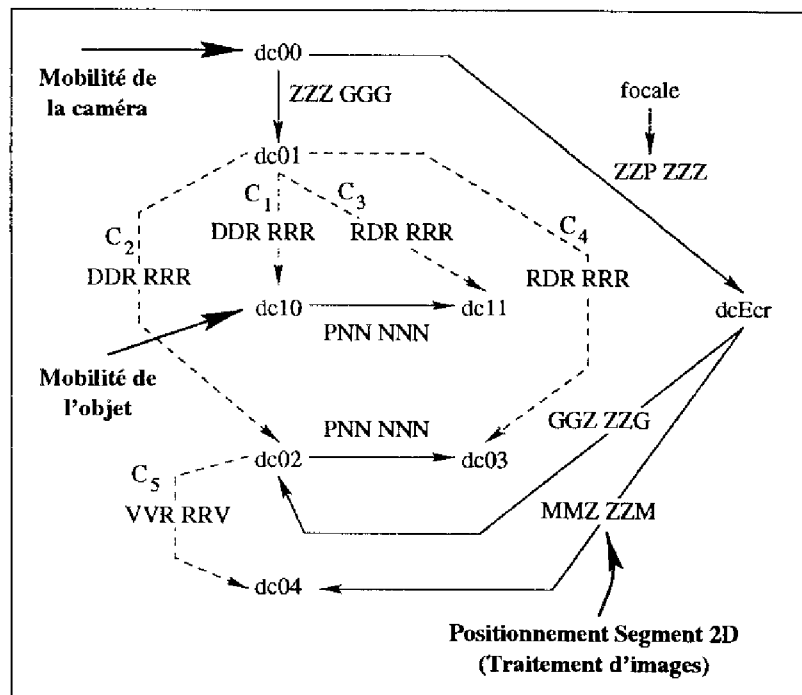 dc00
Mobilité de
la caméra
ZZZ GGG
focale
dc01
ZZP ZZZ
C1
C3
C2
C4
DDR RRR
RDR RRR
DDR RRR
RDR RRR
dc10
dc11
dcEcr
PNN NNN
Mobilité de
l'objet
PNN NNN
GGZ ZZG
dc02
dc03
C5
VVR RRV
MMZ ZZM
dc04
Positionnement Segment 2D
(Traitement d'images)